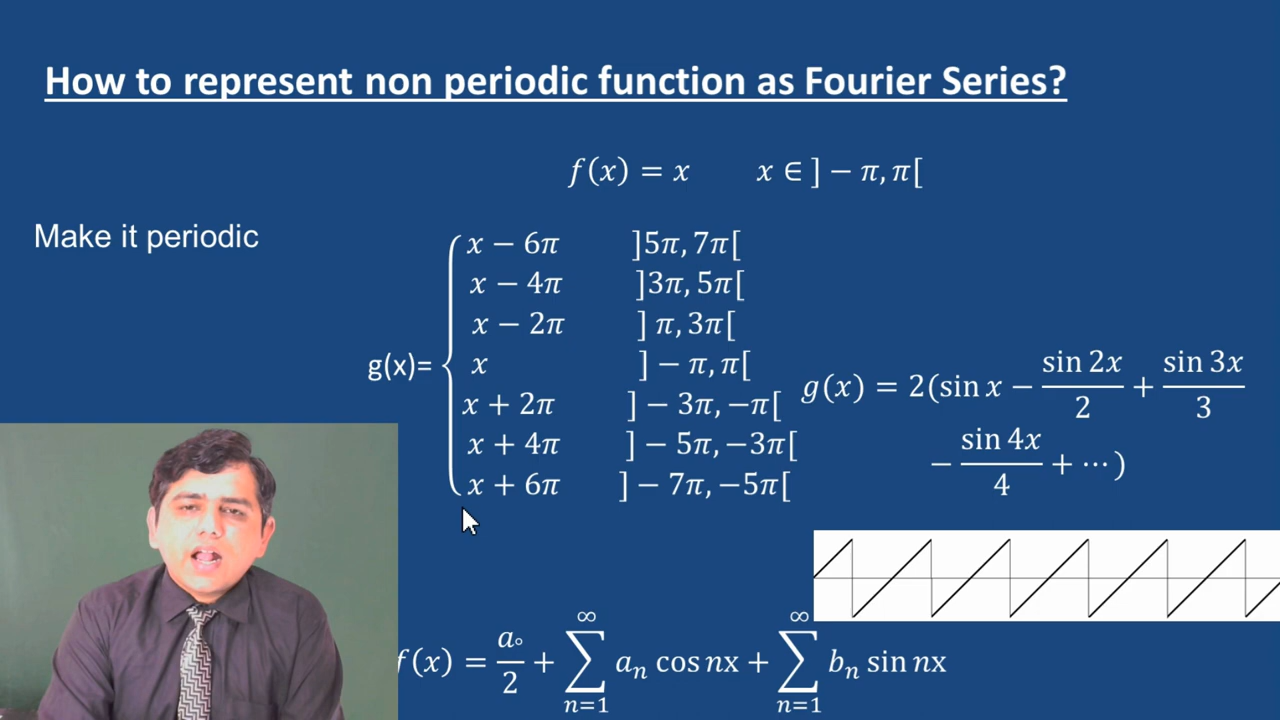 How to represent non periodic function as Fourier Series?
f(x) = x x ∈ ] − π, π[
Make it periodic
g(x)=
x − 6π ]5π, 7π[
x − 4π ]3π, 5π[
x − 2π ] π, 3π[
x ] − π, π[
x + 2π ] − 3π, −π[
x + 4π ] − 5π, −3π[
x + 6π ] − 7π, −5π[
g(x) = 2(sin x − sin 2x/2 + sin 3x/3
− sin 4x/4 + ⋯ )
f(x) = a∘/2 + ∑_{n=1}^{∞} a_n cos nx + ∑_{n=1}^{∞} b_n sin nx